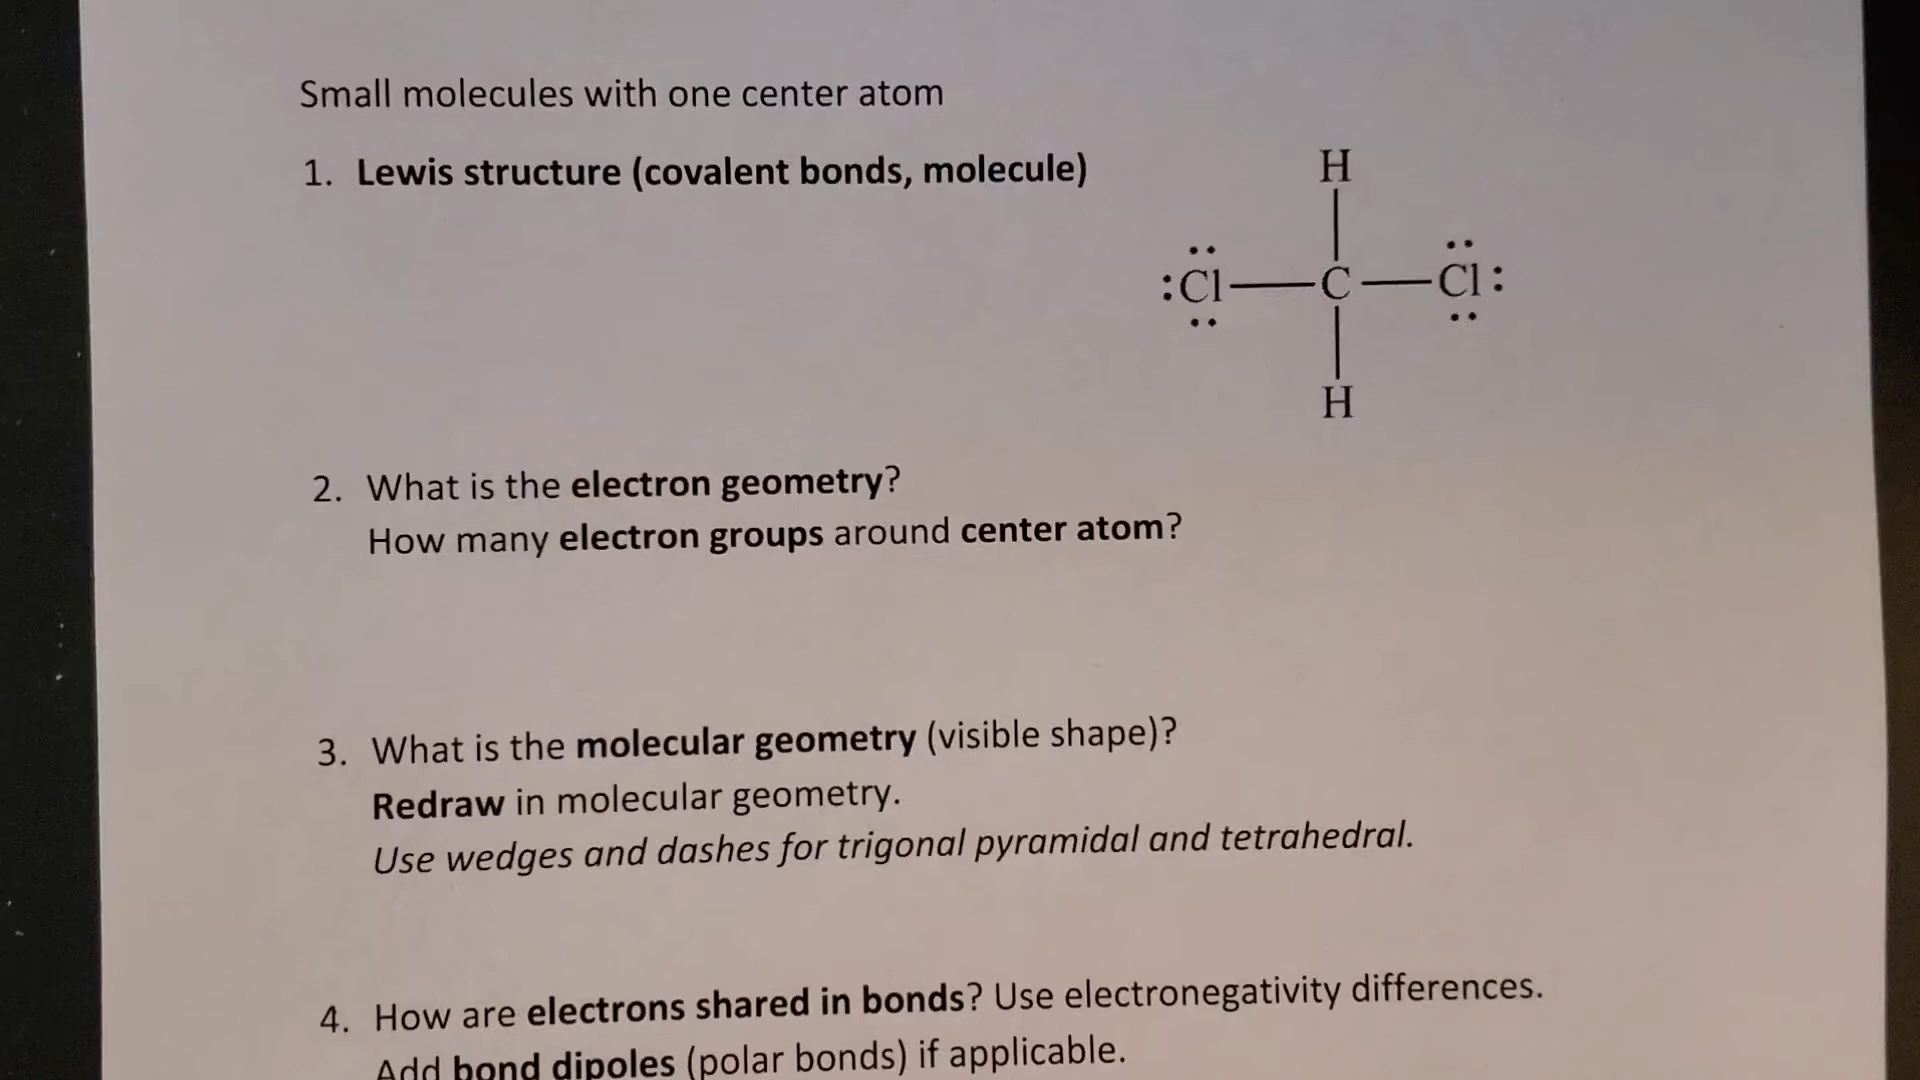 Small molecules with one center atom
1. Lewis structure (covalent bonds, molecule)
H
:Cl—C—Cl:
H
2. What is the electron geometry?
How many electron groups around center atom?
3. What is the molecular geometry (visible shape)?
Redraw in molecular geometry.
Use wedges and dashes for trigonal pyramidal and tetrahedral.
4. How are electrons shared in bonds? Use electronegativity differences.
Add bond dipoles (polar bonds) if applicable.